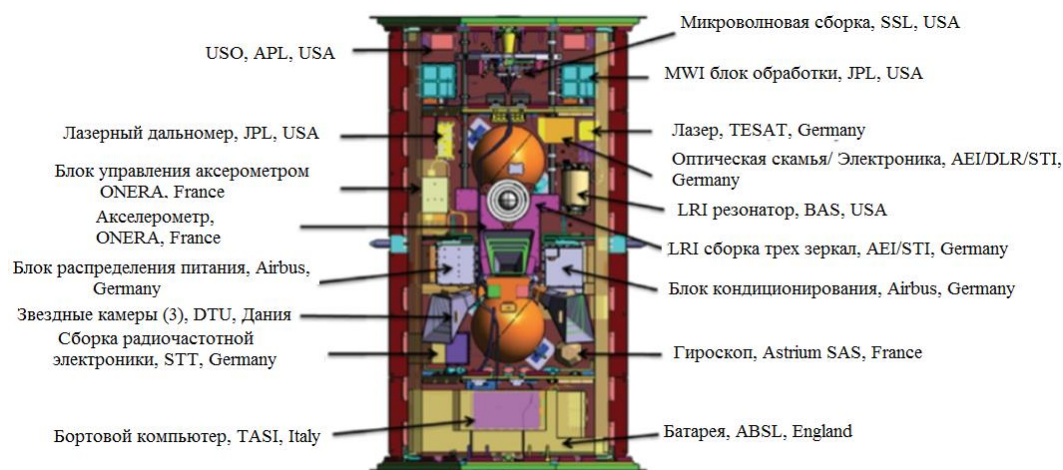 USO, APL, USA
Лазерный дальномер, JPL, USA
Блок управления аксерометром
ONERA, France
Акселерометр,
ONERA, France
Блок распределения питания, Airbus,
Germany
Звездные камеры (3), DTU, Дания
Сборка радиочастотной
электроники, STT, Germany
Бортовой компьютер, TASI, Italy
Микроволновая сборка, SSL, USA
MWI блок обработки, JPL, USA
Лазер, TESAT, Germany
Оптическая скамья/ Электроника, AEI/DLR/STI,
Germany
LRI резонатор, BAS, USA
LRI сборка трех зеркал, AEI/STI, Germany
Блок кондиционирования, Airbus, Germany
Гироскоп, Astrium SAS, France
Батарея, ABSL, England